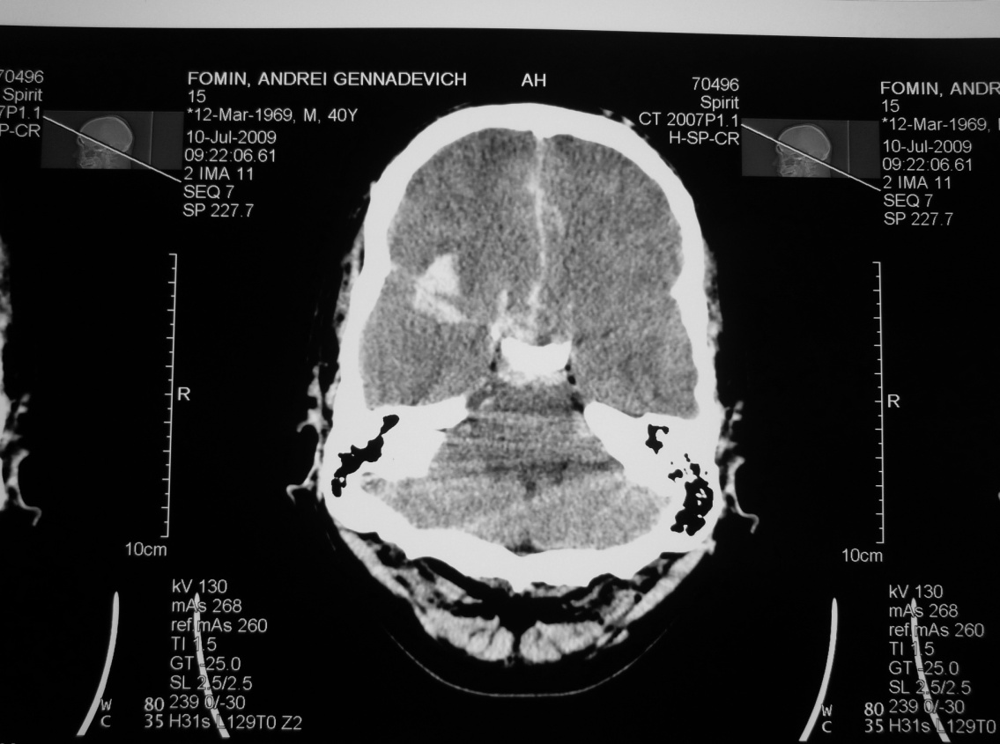 70496
Spirit
7P1.1
P-CR
FOMIN, ANDREI GENNADEVICH
15
*12-Mar-1969, M, 40Y
10-Jul-2009
09:22:06.61
2 IMA 11
SEQ 7
SP 227.7
AH
70496
Spirit
CT 2007P1.1
H-SP-CR
FOMIN, ANDR
15
*12-Mar-1969,
10-Jul-2009
09:22:06.61
2 IMA 11
SEQ 7
SP 227.7
R
10cm
R
10cm
kV 130
mAs 268
ref.mAs 260
TI 1.5
GT -25.0
SL 2.5/2.5
W 80 239 0/-30
C 35 H31s L129T0 Z2
kV 130
mAs 268
ref.mAs 260
TI 1.5
GT -25.0
SL 2.5/2.5
W 80 239 0/-30
C 35 H31s L129T0